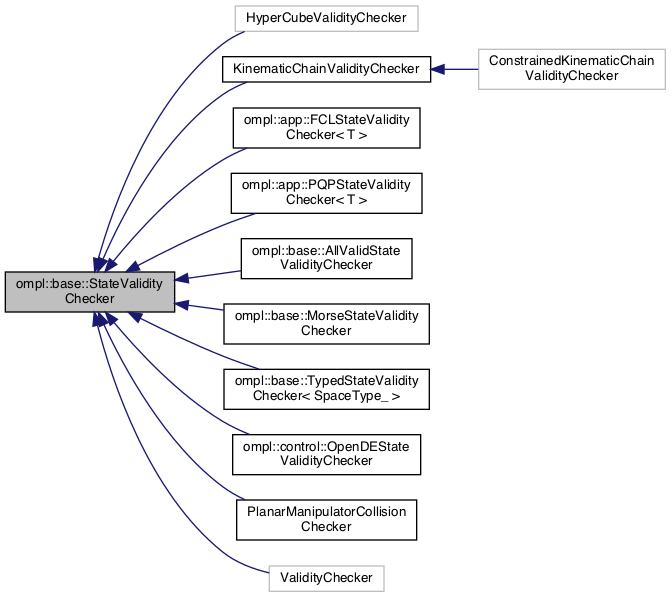 HyperCubeValidityChecker
KinematicChainValidityChecker
ConstrainedKinematicChain
ValidityChecker
ompl::app::FCLStateValidity
Checker< T >
ompl::app::PQPStateValidity
Checker< T >
ompl::base::AllValidState
ValidityChecker
ompl::base::StateValidity
Checker
ompl::base::MorseStateValidity
Checker
ompl::base::TypedStateValidity
Checker< SpaceType_ >
ompl::control::OpenDEState
ValidityChecker
PlanarManipulatorCollision
Checker
ValidityChecker